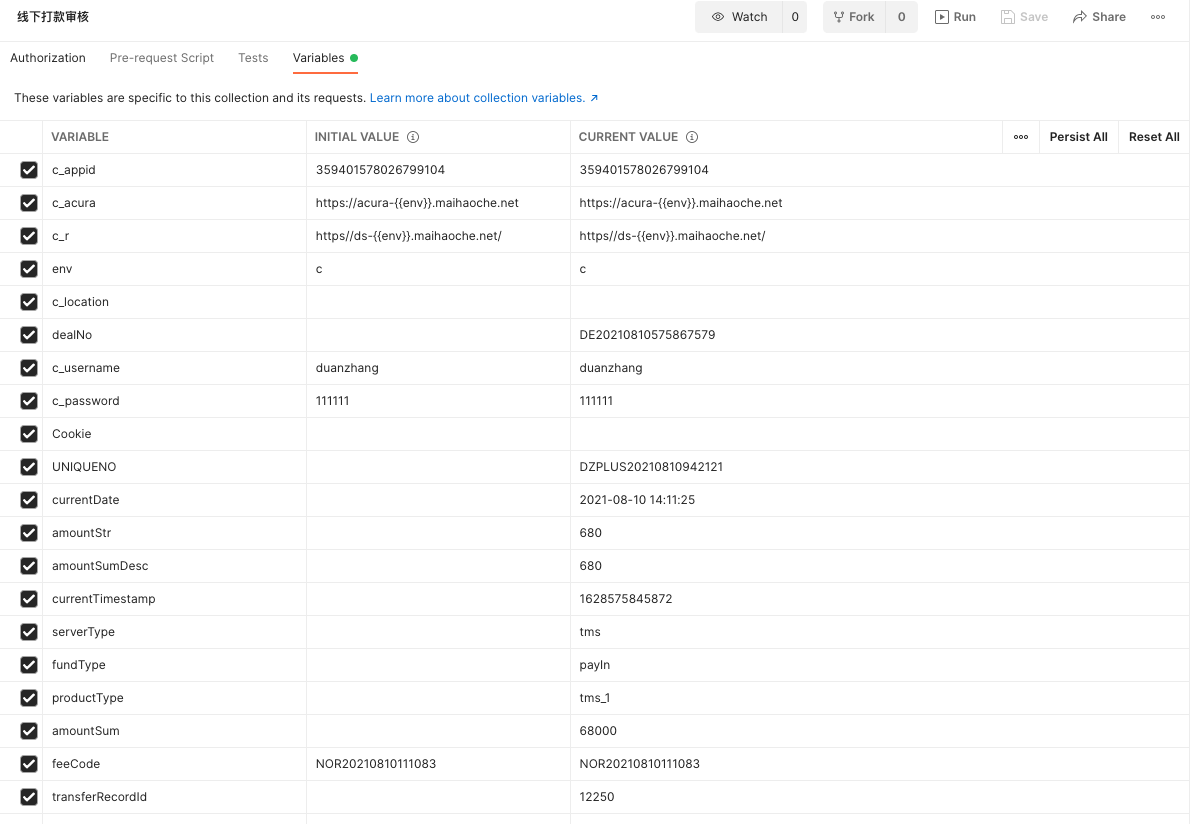 线下打款审核
Watch 0 Fork 0 Run Save Share
Authorization Pre-request Script Tests Variables
These variables are specific to this collection and its requests. Learn more about collection variables. ↗
VARIABLE INITIAL VALUE CURRENT VALUE Persist All Reset All
c_appid 359401578026799104 359401578026799104
c_acura https://acura-{{env}}.maihaoche.net https://acura-{{env}}.maihaoche.net
c_r https//ds-{{env}}.maihaoche.net/ https//ds-{{env}}.maihaoche.net/
env c c
c_location
dealNo DE20210810575867579
c_username duanzhang duanzhang
c_password 111111 111111
Cookie
UNIQUENO DZPLUS20210810942121
currentDate 2021-08-10 14:11:25
amountStr 680
amountSumDesc 680
currentTimestamp 1628575845872
serverType tms
fundType payIn
productType tms_1
amountSum 68000
feeCode NOR20210810111083 NOR20210810111083
transferRecordId 12250